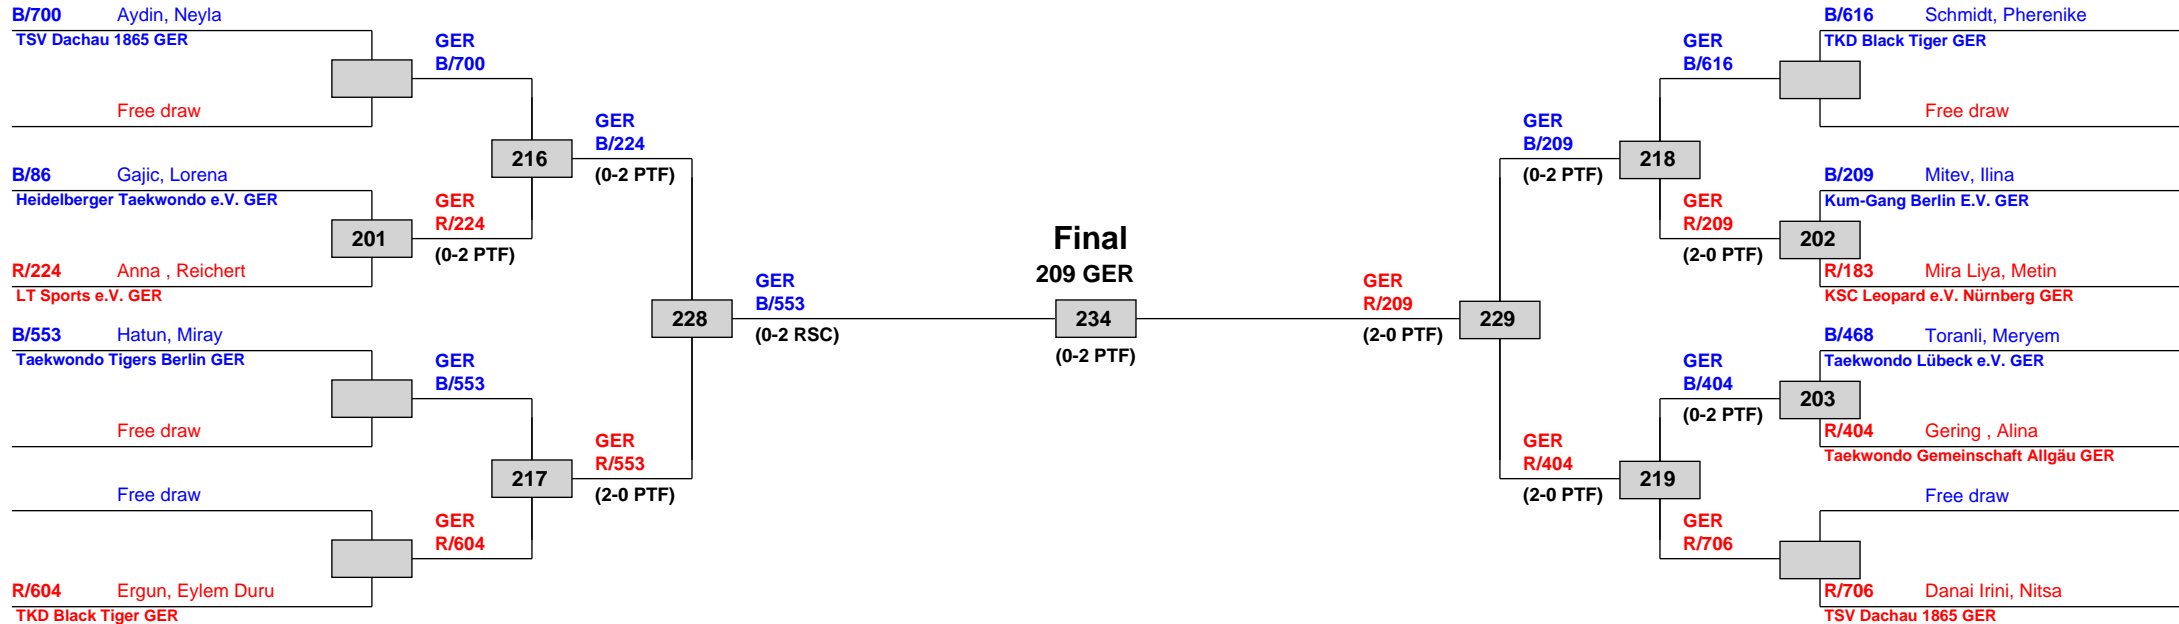 B/700 Aydin, Neyla
TSV Dachau 1865 GER
Free draw
B/86 Gajic, Lorena
Heidelberger Taekwondo e.V. GER
R/224 Anna , Reichert
LT Sports e.V. GER
B/553 Hatun, Miray
Taekwondo Tigers Berlin GER
Free draw
Free draw
R/604 Ergun, Eylem Duru
TKD Black Tiger GER
GER
B/700
201
GER
R/224
(0-2 PTF)
GER
B/553
GER
R/604
216
GER
B/224
(0-2 PTF)
217
GER
R/553
(2-0 PTF)
228
GER
B/553
(0-2 RSC)
Final
209 GER
234
(0-2 PTF)
GER
R/209
(2-0 PTF)
229
GER
B/209
(0-2 PTF)
218
GER
R/404
(2-0 PTF)
219
GER
B/616
GER
R/209
(2-0 PTF)
202
GER
B/404
(0-2 PTF)
203
GER
R/706
B/616 Schmidt, Pherenike
TKD Black Tiger GER
Free draw
B/209 Mitev, Ilina
Kum-Gang Berlin E.V. GER
R/183 Mira Liya, Metin
KSC Leopard e.V. Nürnberg GER
B/468 Toranli, Meryem
Taekwondo Lübeck e.V. GER
R/404 Gering , Alina
Taekwondo Gemeinschaft Allgäu GER
Free draw
R/706 Danai Irini, Nitsa
TSV Dachau 1865 GER